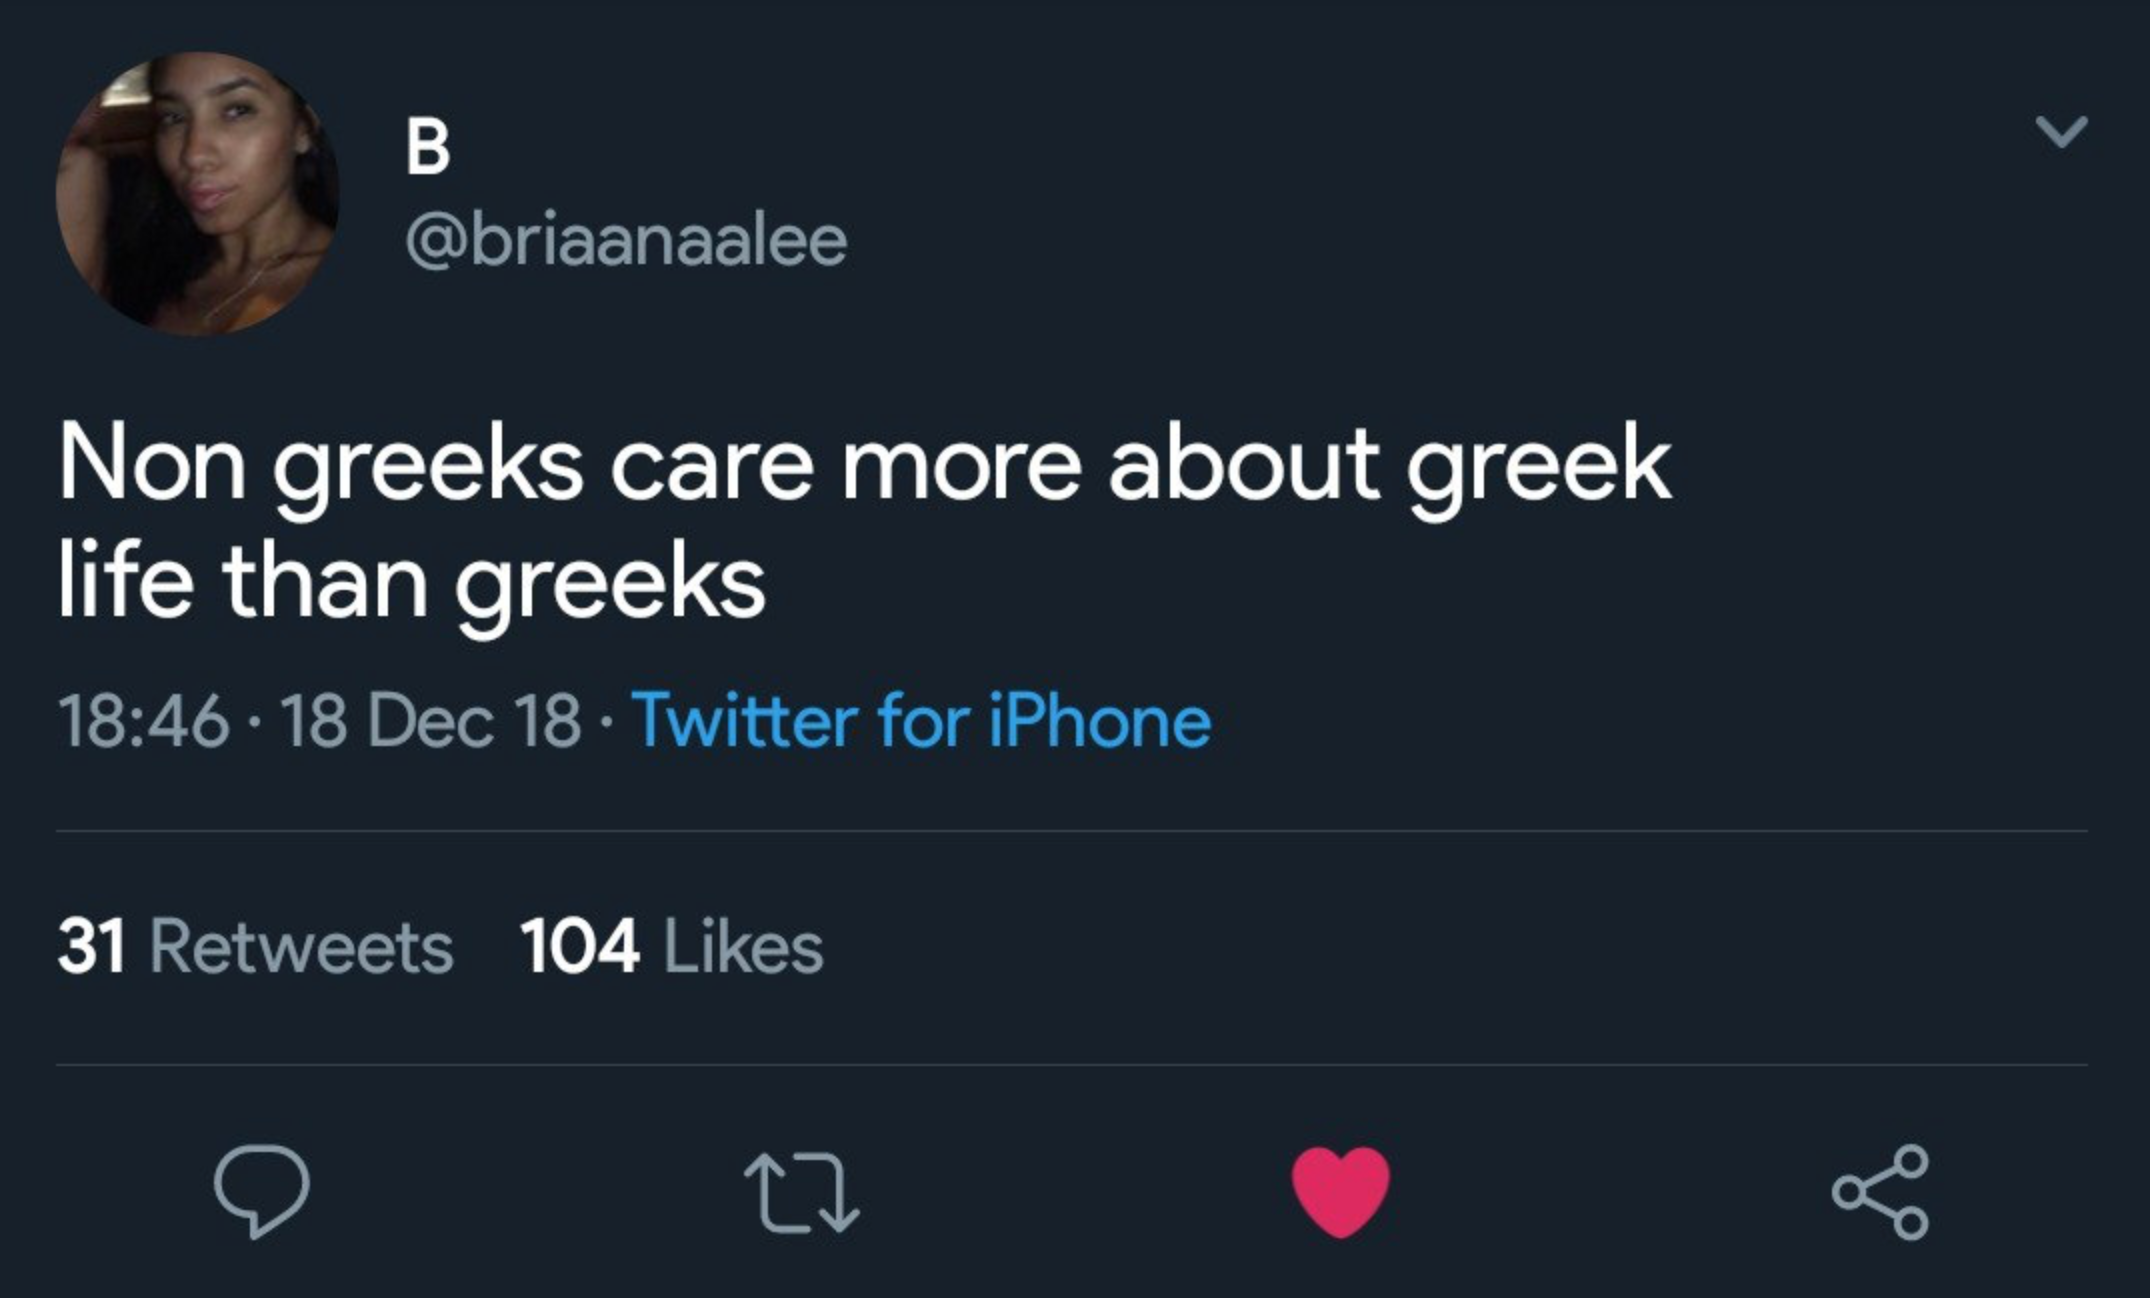 B
@briaanaalee
Non greeks care more about greek
life than greeks
18:46 · 18 Dec 18 · Twitter for iPhone
31 Retweets 104 Likes